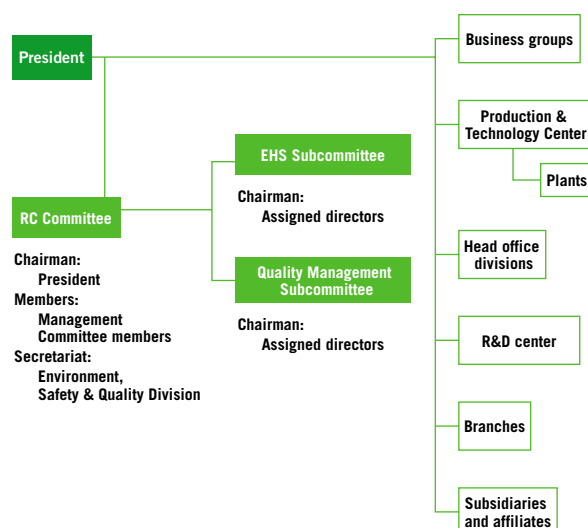 President
RC Committee
Chairman:
President
Members:
Management
Committee members
Secretariat:
Environment,
Safety & Quality Division
EHS Subcommittee
Chairman:
Assigned directors
Quality Management
Subcommittee
Chairman:
Assigned directors
Business groups
Production &
Technology Center
Plants
Head office
divisions
R&D center
Branches
Subsidiaries
and affiliates